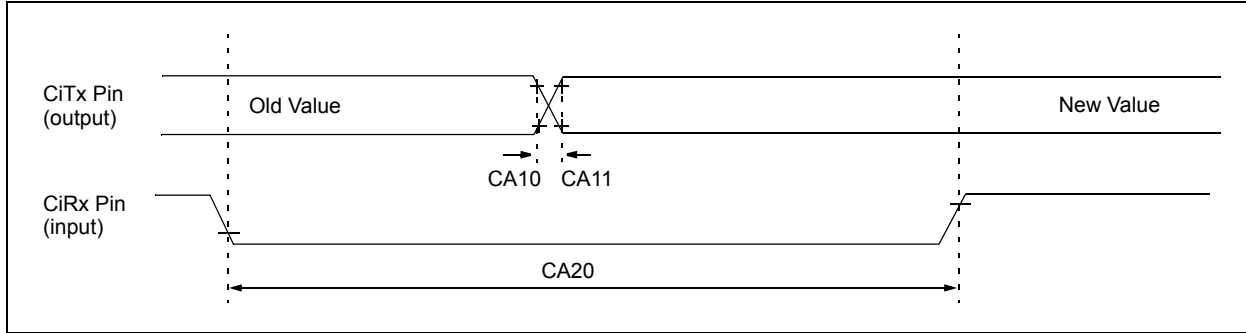 CiTx Pin
(output)
Old Value
New Value
CA10 CA11
CiRx Pin
(input)
CA20